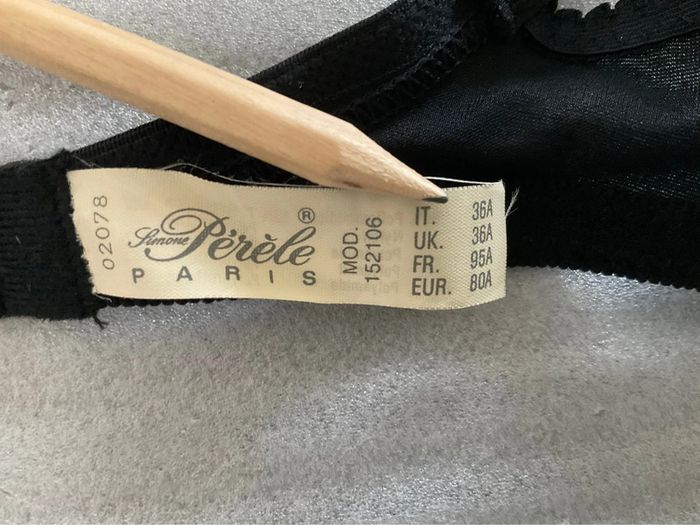 02078
Simone Pérèle ®
PARIS
MOD.
152106
IT. 36A
UK. 36A
FR. 95A
EUR. 80A